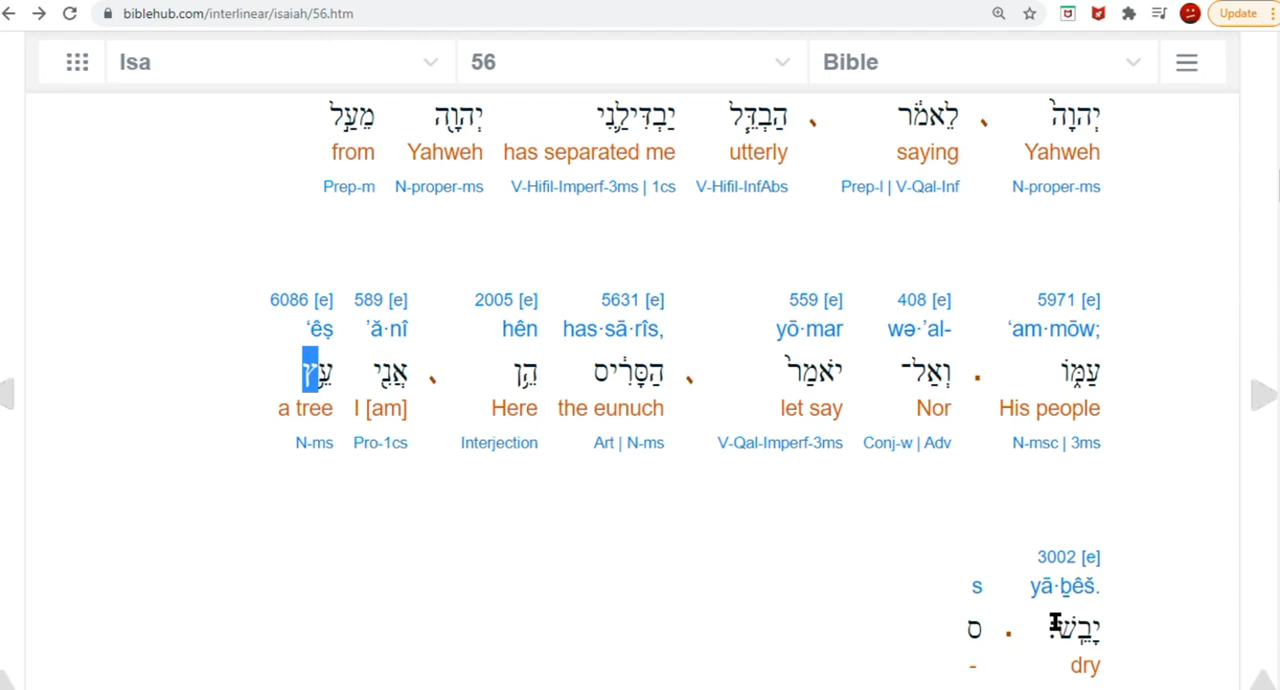 biblehub.com/interlinear/isaiah/56.htm Update
Isa 56 Bible
יְהוָה֙ ، לֵאמֹ֔ר ، הַבְדֵּ֧ל יַבְדִּילַ֛נִי יְהוָ֖ה מֵעַ֣ל
Yahweh saying utterly has separated me Yahweh from
N-proper-ms Prep-l | V-Qal-Inf V-Hifil-InfAbs V-Hifil-Imperf-3ms | 1cs N-proper-ms Prep-m
5971 [e] 408 [e] 559 [e] 5631 [e] 2005 [e] 589 [e] 6086 [e]
‘am·mōw; wə·’al- yō·mar has·sā·rîs, hên ’ă·nî ‘êṣ
עַמּ֑וֹ . וְאַל־ יֹאמַר֙ ، הַסָּרִ֔יס הֵ֥ן ، אֲנִ֖י עֵ֥ץ
His people Nor let say the eunuch Here I [am] a tree
N-msc | 3ms Conj-w | Adv V-Qal-Imperf-3ms Art | N-ms Interjection Pro-1cs N-ms
3002 [e]
yā·ḇêš. s
יָבֵֽשׁ׃ . ס
dry -